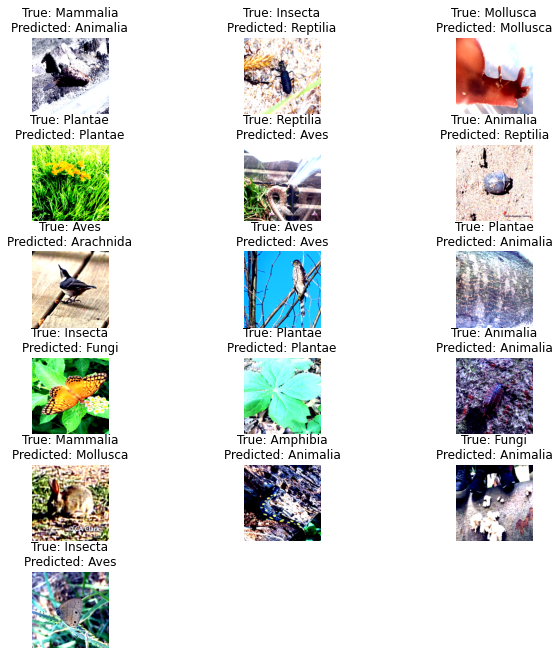 True: Mammalia
Predicted: Animalia
True: Insecta
Predicted: Reptilia
True: Mollusca
Predicted: Mollusca
True: Plantae
Predicted: Plantae
True: Reptilia
Predicted: Aves
True: Animalia
Predicted: Reptilia
True: Aves
Predicted: Arachnida
True: Aves
Predicted: Aves
True: Plantae
Predicted: Animalia
True: Insecta
Predicted: Fungi
True: Plantae
Predicted: Plantae
True: Animalia
Predicted: Animalia
True: Mammalia
Predicted: Mollusca
True: Amphibia
Predicted: Animalia
True: Fungi
Predicted: Animalia
True: Insecta
Predicted: Aves